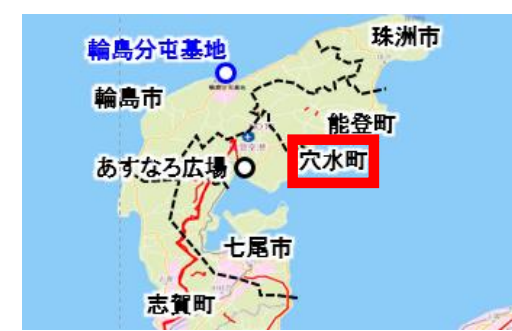 珠洲市
輪島分屯基地
輪島市
能登町
穴水町
あすなろ広場
七尾市
志賀町